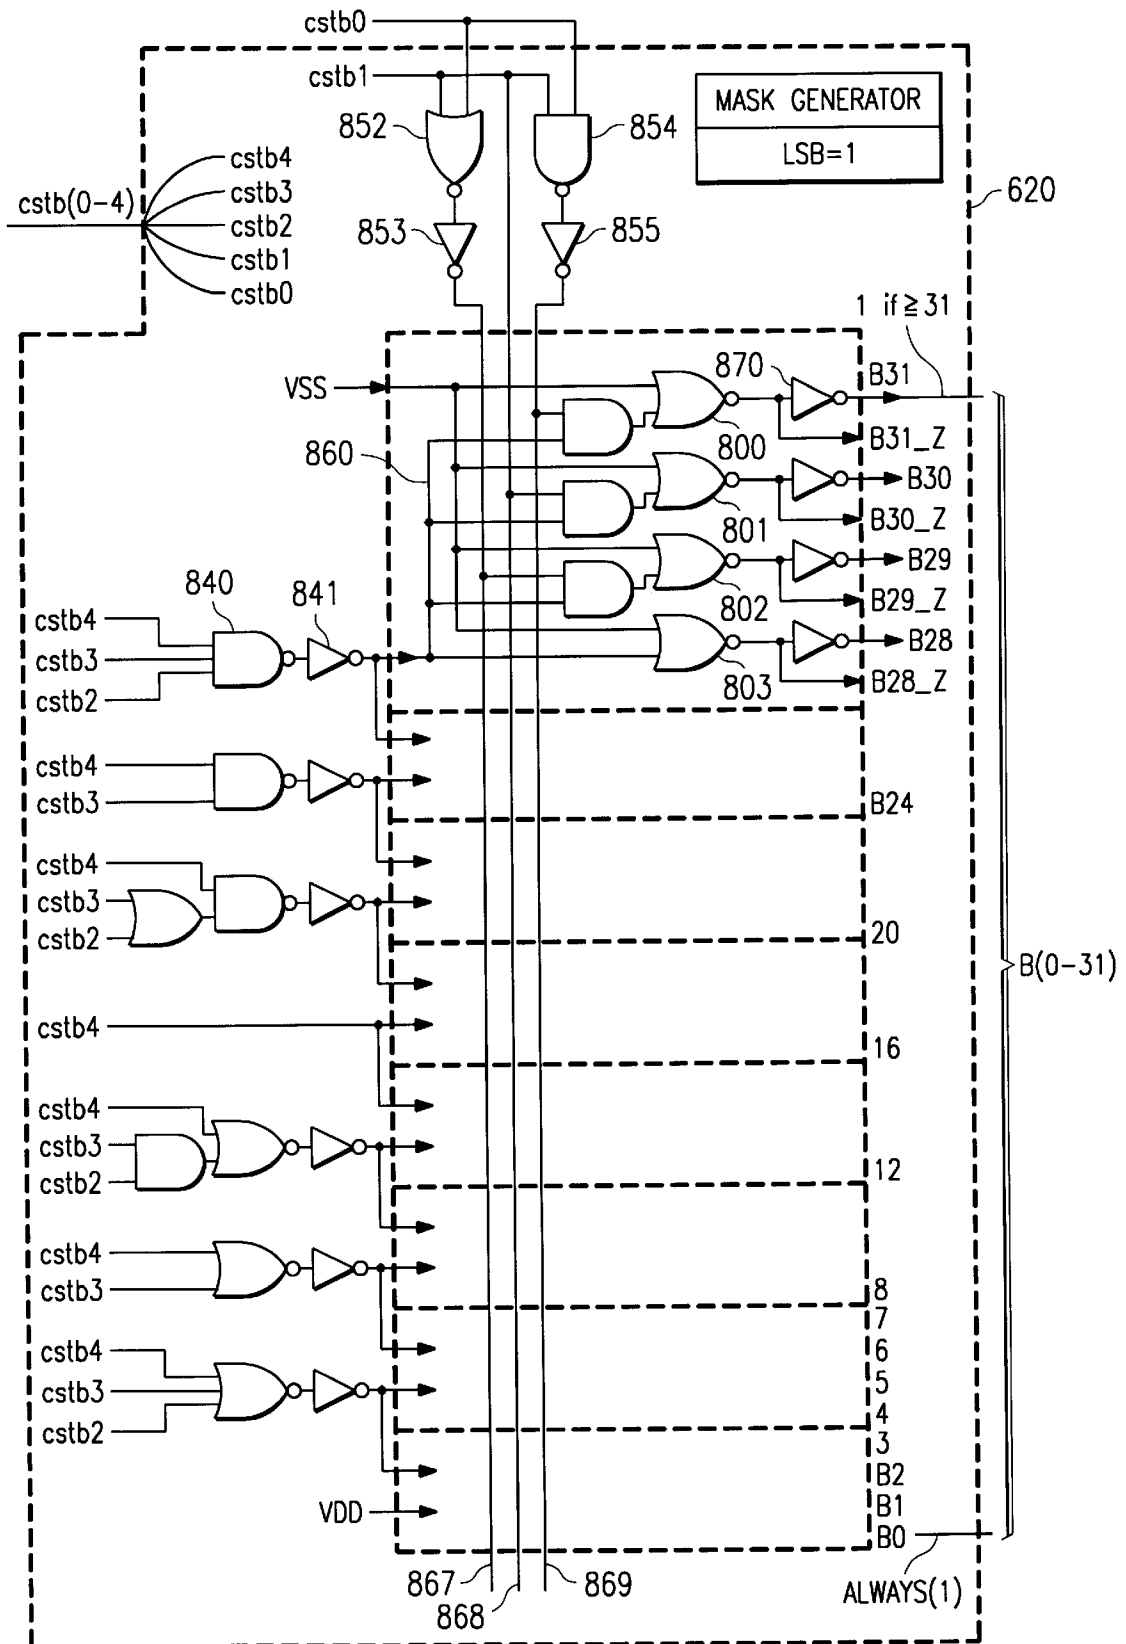 cstb0
cstb1
MASK GENERATOR
LSB=1
852
854
620
cstb(0-4)
cstb4
cstb3
cstb2
cstb1
cstb0
853
855
1 if ≧ 31
VSS
870
B31
B31_Z
860
800
B30
B30_Z
801
B29
B29_Z
802
B28
B28_Z
803
840
841
cstb4
cstb3
cstb2
cstb4
cstb3
B24
cstb4
cstb3
cstb2
20
B(0-31)
cstb4
16
cstb4
cstb3
cstb2
12
cstb4
cstb3
8
7
6
cstb4
cstb3
cstb2
5
4
3
B2
VDD
B1
B0
867
868
869
ALWAYS(1)